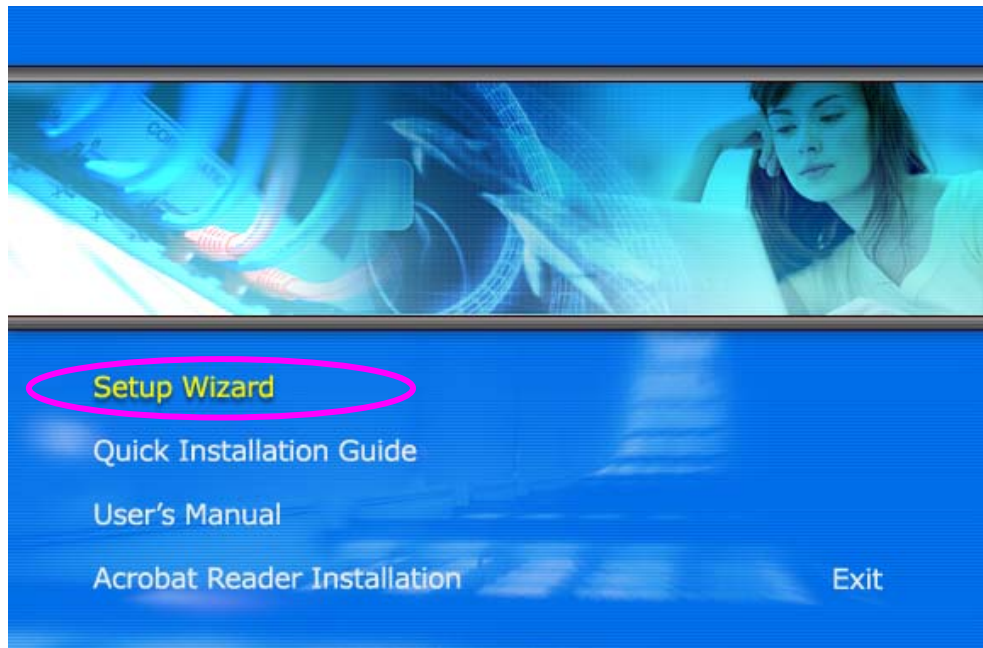 Setup Wizard
Quick Installation Guide
User's Manual
Acrobat Reader Installation
Exit